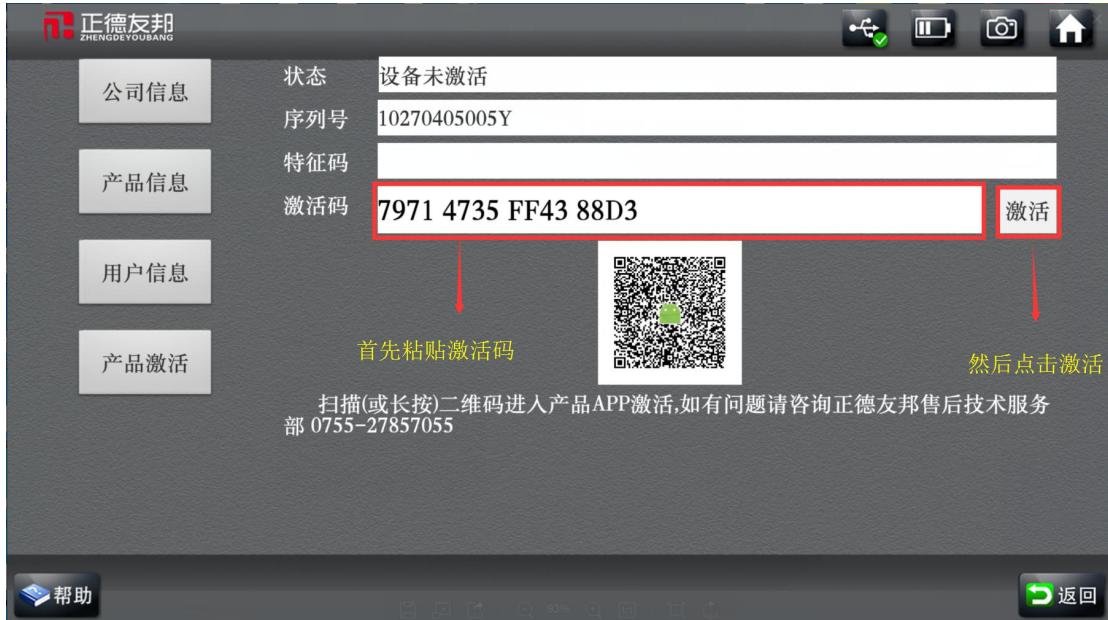 正德友邦
ZHENGDEYOUBANG
公司信息
产品信息
用户信息
产品激活
状态 设备未激活
序列号 10270405005Y
特征码
激活码 7971 4735 FF43 88D3 激活
首先粘贴激活码
然后点击激活
扫描(或长按)二维码进入产品APP激活,如有问题请咨询正德友邦售后技术服务
部 0755-27857055
93%
帮助
返回